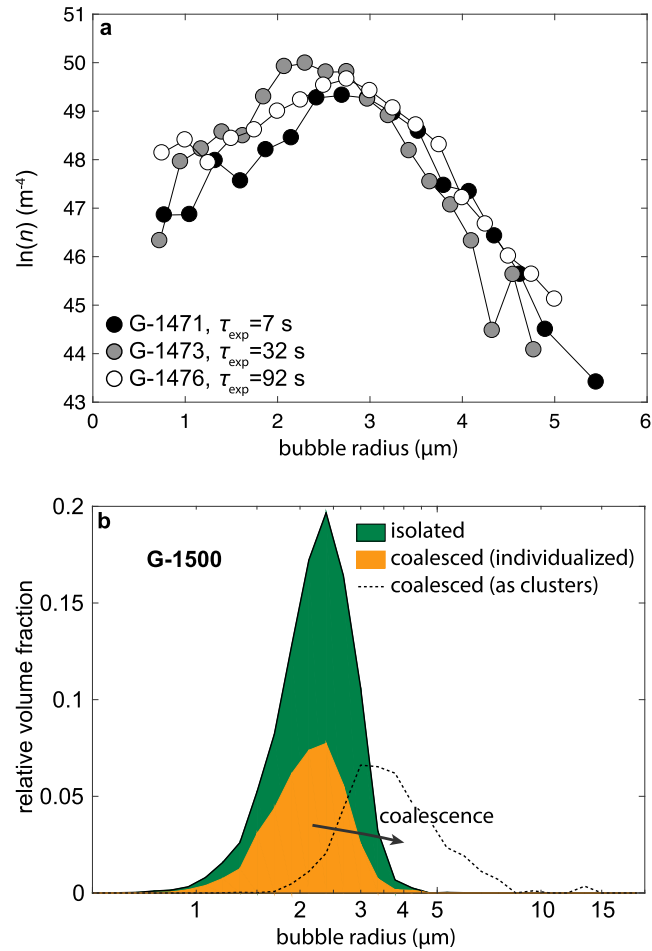 a
51
50
49
48
47
46
45
44
43
ln(n) (m⁻⁴)
G-1471, τexp=7 s
G-1473, τexp=32 s
G-1476, τexp=92 s
0 1 2 3 4 5 6
bubble radius (μm)
b
0.2
0.15
0.1
0.05
0
relative volume fraction
G-1500
isolated
coalesced (individualized)
coalesced (as clusters)
coalescence
1 2 3 4 5 10 15
bubble radius (μm)